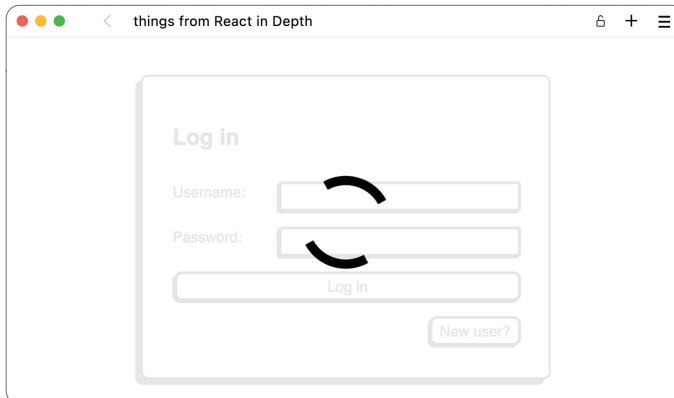 things from React in Depth
Log in
Username:
Password:
Log in
New user?